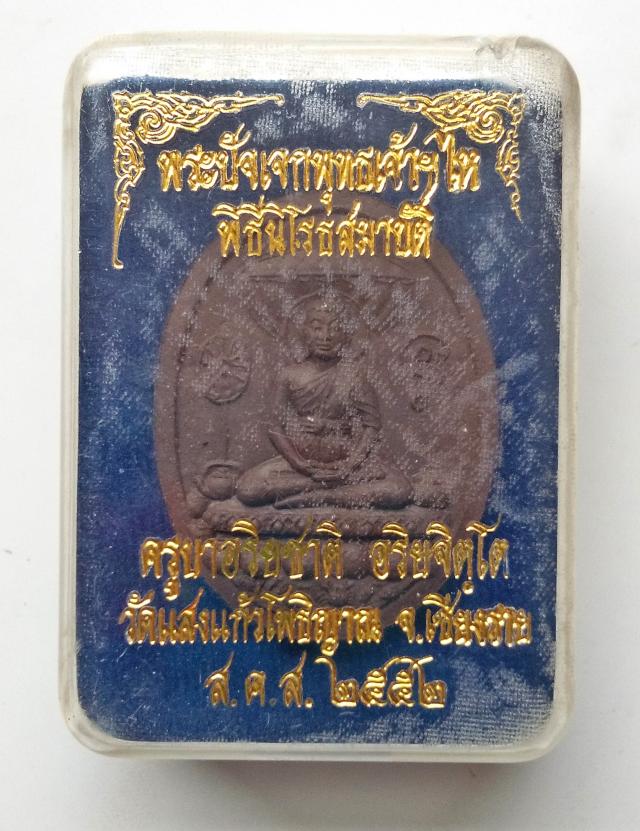 พระปัจเจกพุทธเจ้าฯไห
พิธีนิโรธสมาบัติ
ครูบาอริยชาติ อริยจิตฺโต
วัดแสงแก้วโพธิญาณ จ.เชียงราย
ส.ค.ส. ๒๕๕๒